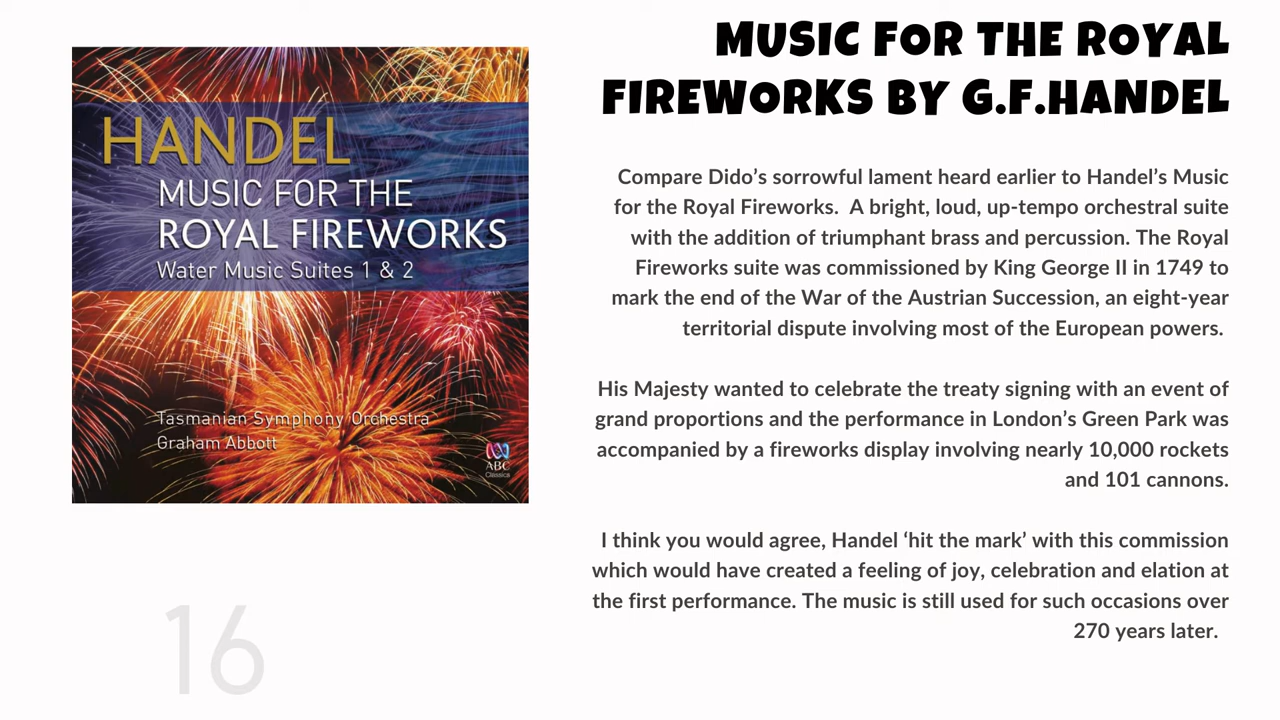 MUSIC FOR THE ROYAL
FIREWORKS BY G.F.HANDEL
HANDEL
MUSIC FOR THE
ROYAL FIREWORKS
Water Music Suites 1 & 2
Tasmanian Symphony Orchestra
Graham Abbott
ABC
Classics
Compare Dido’s sorrowful lament heard earlier to Handel’s Music
for the Royal Fireworks.  A bright, loud, up-tempo orchestral suite
with the addition of triumphant brass and percussion. The Royal
Fireworks suite was commissioned by King George II in 1749 to
mark the end of the War of the Austrian Succession, an eight-year
territorial dispute involving most of the European powers.
His Majesty wanted to celebrate the treaty signing with an event of
grand proportions and the performance in London’s Green Park was
accompanied by a fireworks display involving nearly 10,000 rockets
and 101 cannons.
I think you would agree, Handel ‘hit the mark’ with this commission
which would have created a feeling of joy, celebration and elation at
the first performance. The music is still used for such occasions over
270 years later.
16